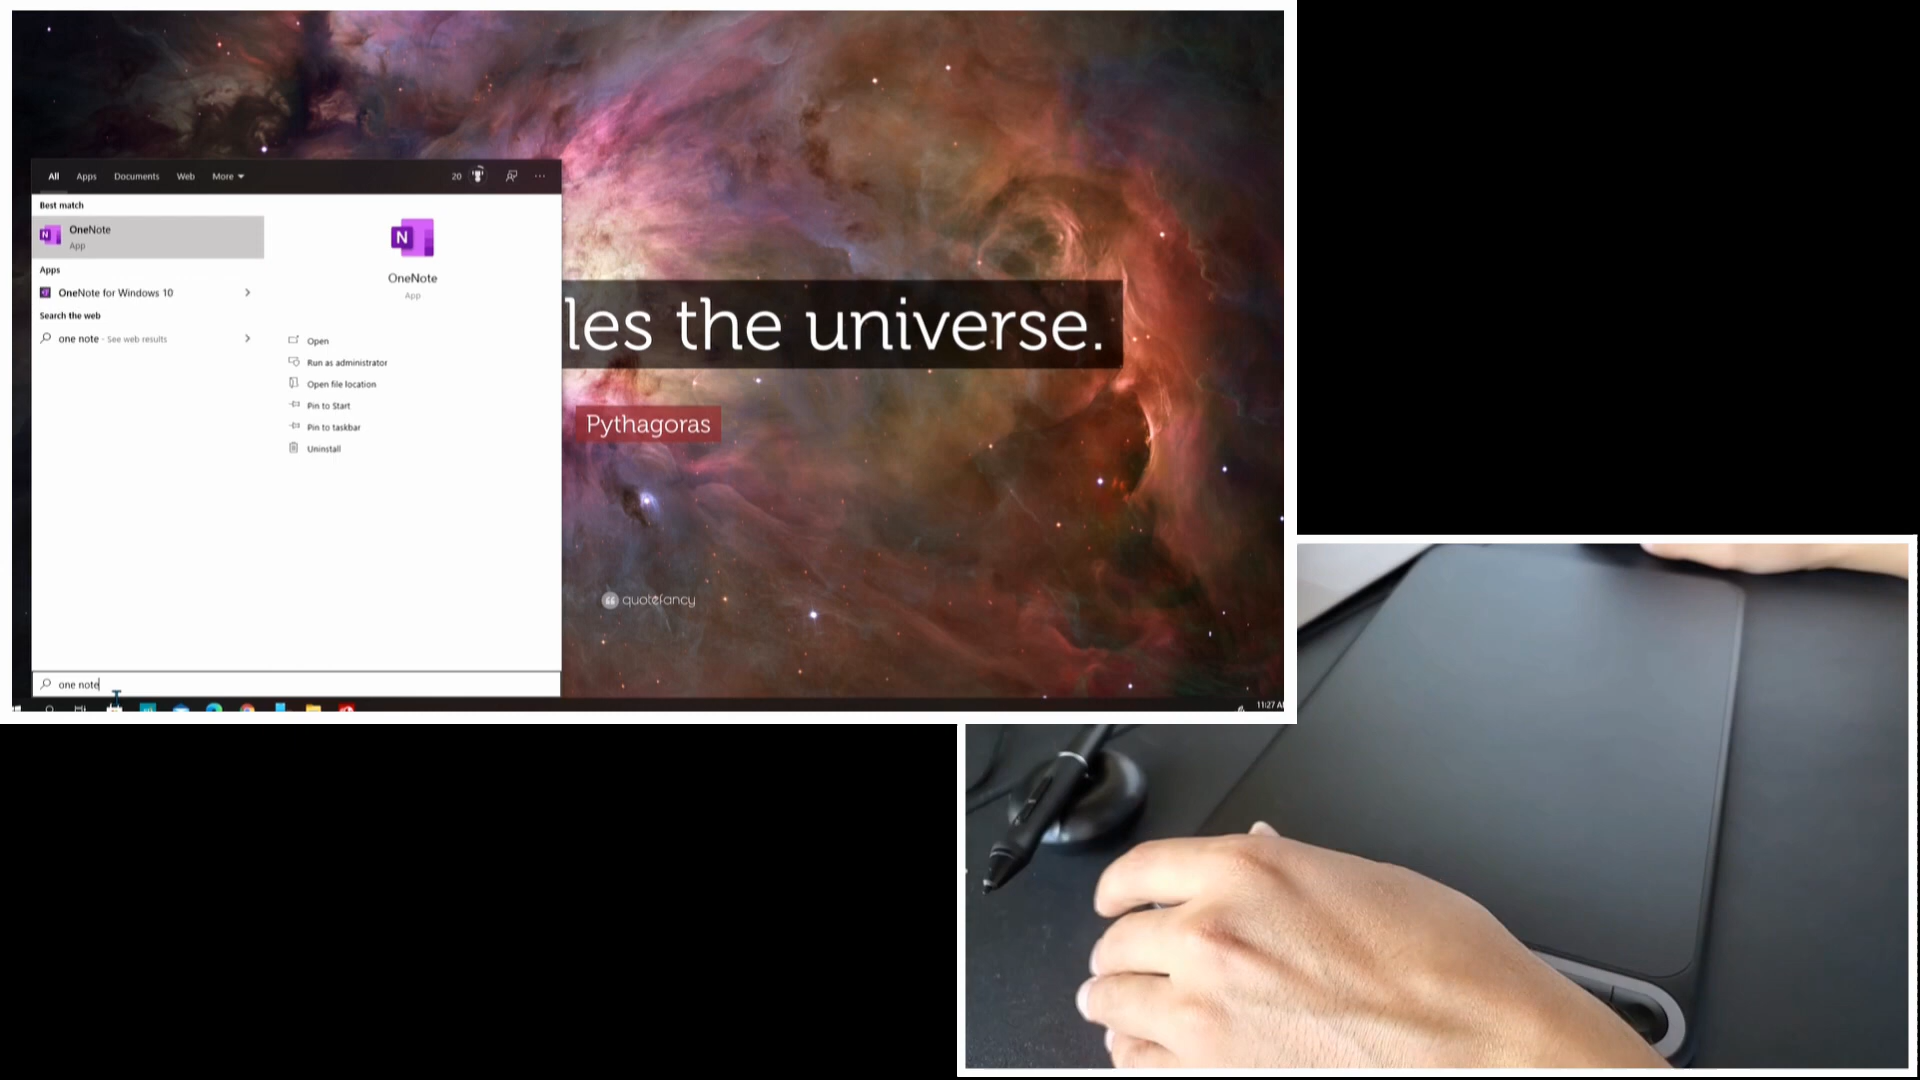 All Apps Documents Web More 20 ...
Best match
OneNote
App
Apps
OneNote for Windows 10
Search the web
one note - See web results
N
OneNote
App
Open
Run as administrator
Open file location
Pin to Start
Pin to taskbar
Uninstall
les the universe.
Pythagoras
quotefancy
one note
11:27 A